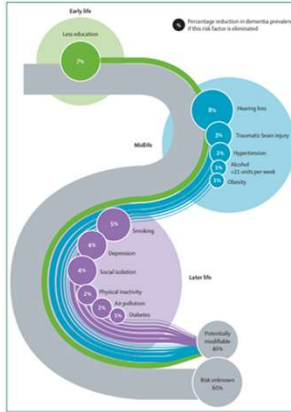 Early life
Less education
7%
% Percentage reduction in dementia prevalence
if this risk factor is eliminated
Midlife
8% Hearing loss
3% Traumatic brain injury
2% Hypertension
1% Alcohol
>21 units per week
1% Obesity
5% Smoking
4% Depression
4% Social isolation
2% Physical inactivity
2% Air pollution
1% Diabetes
Later life
Potentially
modifiable
40%
Risk unknown
60%